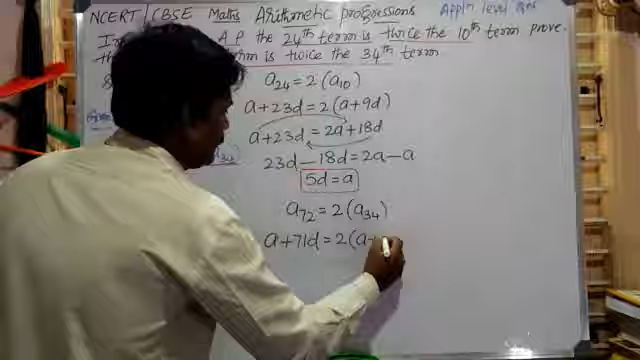 NCERT | CBSE Maths Arithmetic progressions Appln level Qns
A.P the 24th term is twice the 10th term prove.
term is twice the 34th term
a24 = 2 (a10)
a+23d = 2(a+9d)
a+23d = 2a+18d
23d - 18d = 2a - a
5d = a
a72 = 2 (a34)
a+71d = 2(a+